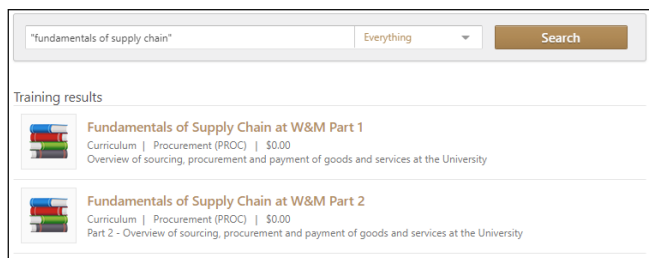 "fundamentals of supply chain" Everything Search
Training results
Fundamentals of Supply Chain at W&M Part 1
Curriculum | Procurement (PROC) | $0.00
Overview of sourcing, procurement and payment of goods and services at the University
Fundamentals of Supply Chain at W&M Part 2
Curriculum | Procurement (PROC) | $0.00
Part 2 - Overview of sourcing, procurement and payment of goods and services at the University